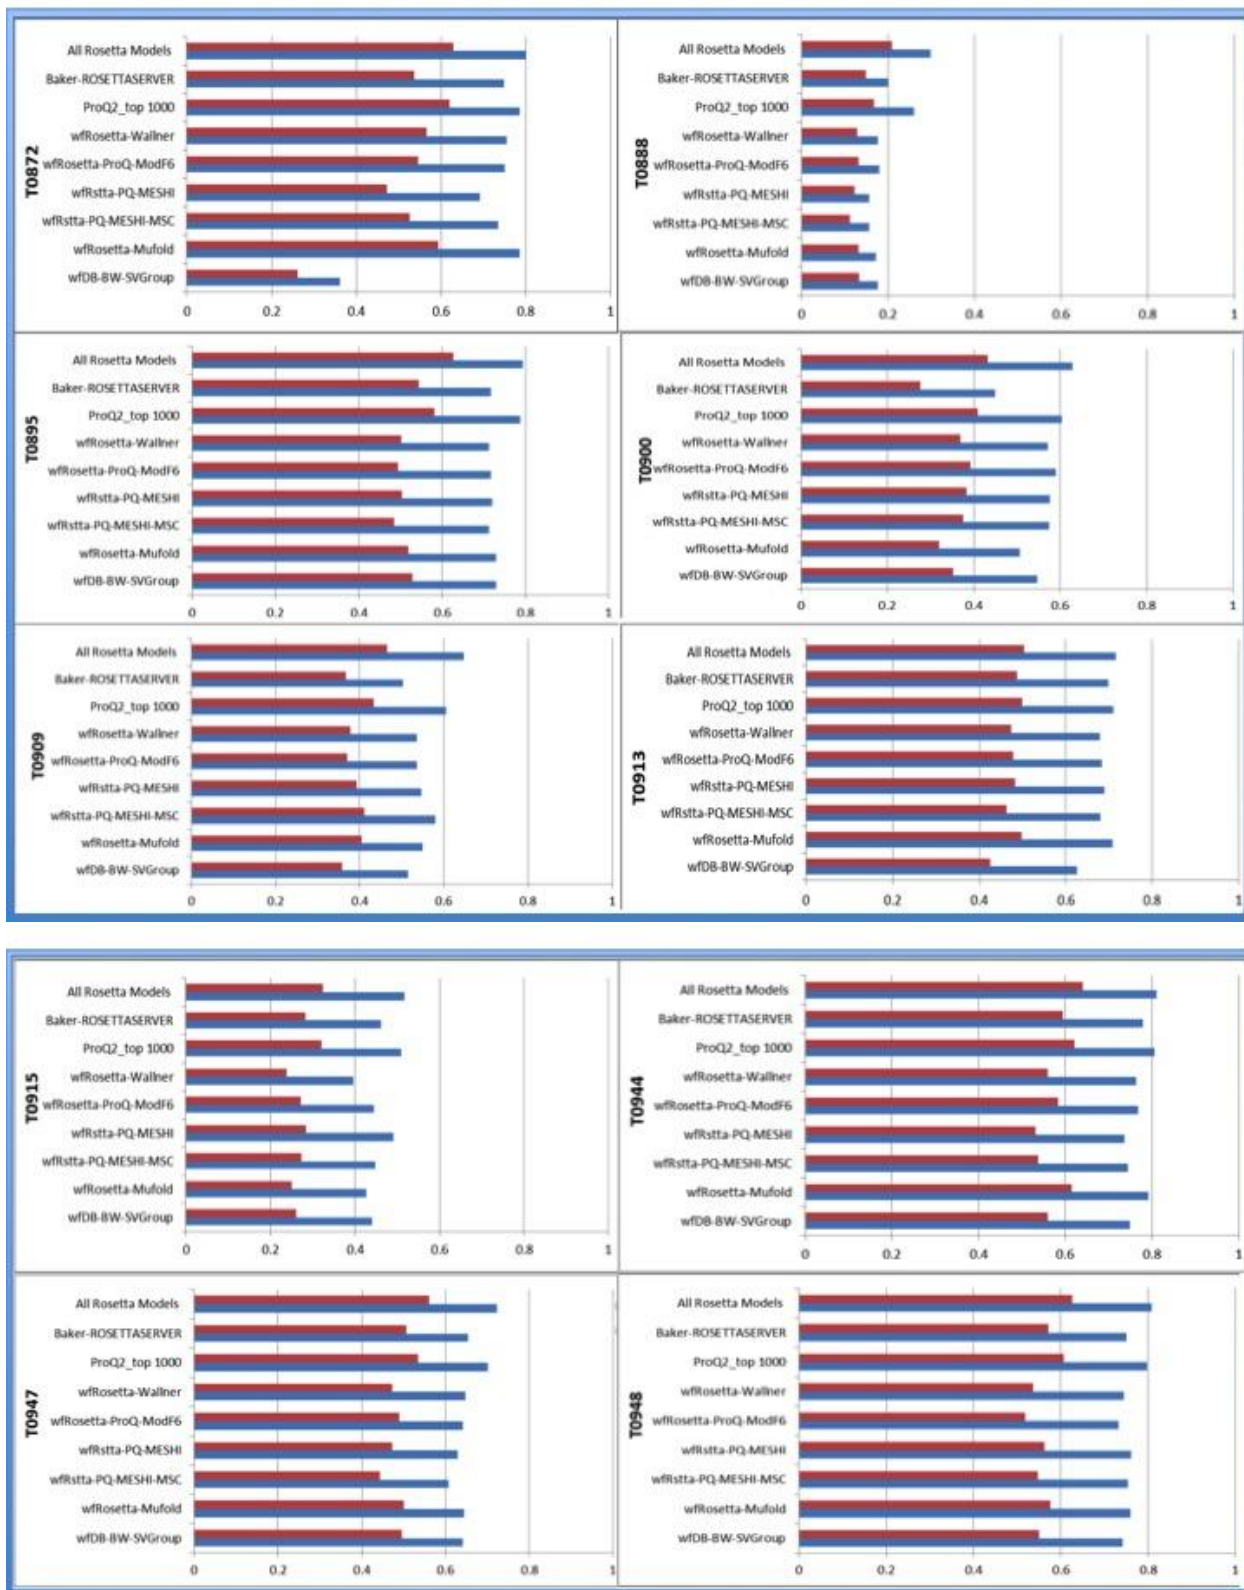 T0872
All Rosetta Models
Baker-ROSETTASERVER
ProQ2_top 1000
wfRosetta-Wallner
wfRosetta-ProQ-ModF6
wfRstta-PQ-MESHI
wfRstta-PQ-MESHI-MSC
wfRosetta-Mufold
wfDB-BW-SVGroup
0 0.2 0.4 0.6 0.8 1
T0888
All Rosetta Models
Baker-ROSETTASERVER
ProQ2_top 1000
wfRosetta-Wallner
wfRosetta-ProQ-ModF6
wfRstta-PQ-MESHI
wfRstta-PQ-MESHI-MSC
wfRosetta-Mufold
wfDB-BW-SVGroup
0 0.2 0.4 0.6 0.8 1
T0895
All Rosetta Models
Baker-ROSETTASERVER
ProQ2_top 1000
wfRosetta-Wallner
wfRosetta-ProQ-ModF6
wfRstta-PQ-MESHI
wfRstta-PQ-MESHI-MSC
wfRosetta-Mufold
wfDB-BW-SVGroup
0 0.2 0.4 0.6 0.8 1
T0900
All Rosetta Models
Baker-ROSETTASERVER
ProQ2_top 1000
wfRosetta-Wallner
wfRosetta-ProQ-ModF6
wfRstta-PQ-MESHI
wfRstta-PQ-MESHI-MSC
wfRosetta-Mufold
wfDB-BW-SVGroup
0 0.2 0.4 0.6 0.8 1
T0909
All Rosetta Models
Baker-ROSETTASERVER
ProQ2_top 1000
wfRosetta-Wallner
wfRosetta-ProQ-ModF6
wfRstta-PQ-MESHI
wfRstta-PQ-MESHI-MSC
wfRosetta-Mufold
wfDB-BW-SVGroup
0 0.2 0.4 0.6 0.8 1
T0913
All Rosetta Models
Baker-ROSETTASERVER
ProQ2_top 1000
wfRosetta-Wallner
wfRosetta-ProQ-ModF6
wfRstta-PQ-MESHI
wfRstta-PQ-MESHI-MSC
wfRosetta-Mufold
wfDB-BW-SVGroup
0 0.2 0.4 0.6 0.8 1
T0915
All Rosetta Models
Baker-ROSETTASERVER
ProQ2_top 1000
wfRosetta-Wallner
wfRosetta-ProQ-ModF6
wfRstta-PQ-MESHI
wfRstta-PQ-MESHI-MSC
wfRosetta-Mufold
wfDB-BW-SVGroup
0 0.2 0.4 0.6 0.8 1
T0944
All Rosetta Models
Baker-ROSETTASERVER
ProQ2_top 1000
wfRosetta-Wallner
wfRosetta-ProQ-ModF6
wfRstta-PQ-MESHI
wfRstta-PQ-MESHI-MSC
wfRosetta-Mufold
wfDB-BW-SVGroup
0 0.2 0.4 0.6 0.8 1
T0947
All Rosetta Models
Baker-ROSETTASERVER
ProQ2_top 1000
wfRosetta-Wallner
wfRosetta-ProQ-ModF6
wfRstta-PQ-MESHI
wfRstta-PQ-MESHI-MSC
wfRosetta-Mufold
wfDB-BW-SVGroup
0 0.2 0.4 0.6 0.8 1
T0948
All Rosetta Models
Baker-ROSETTASERVER
ProQ2_top 1000
wfRosetta-Wallner
wfRosetta-ProQ-ModF6
wfRstta-PQ-MESHI
wfRstta-PQ-MESHI-MSC
wfRosetta-Mufold
wfDB-BW-SVGroup
0 0.2 0.4 0.6 0.8 1